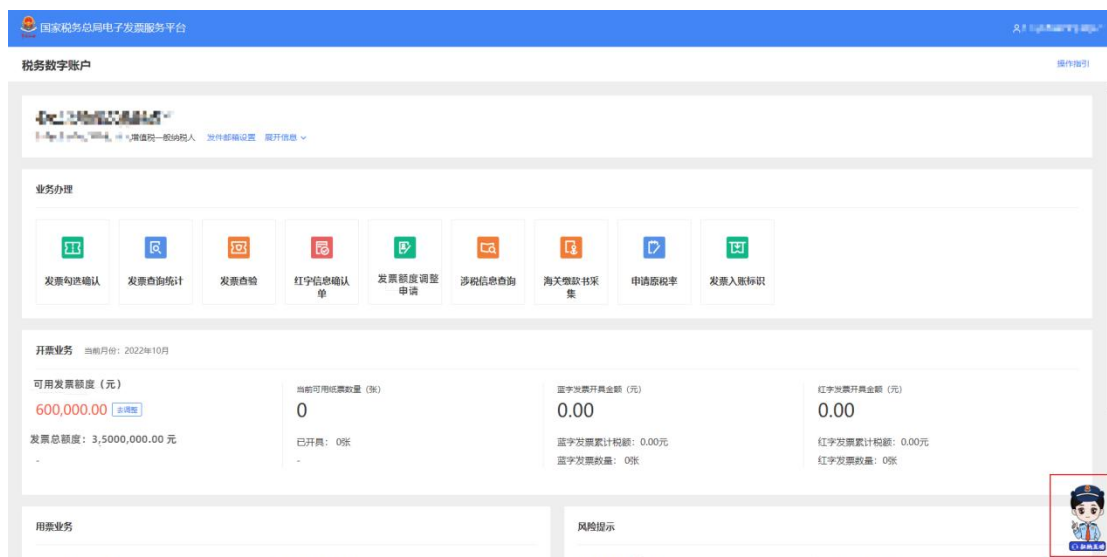 国家税务总局电子发票服务平台
税务数字账户
操作指引
增值税一般纳税人 发件邮箱设置 展开信息
业务办理
发票勾选确认
发票查询统计
发票查验
红字信息确认单
发票额度调整申请
涉税信息查询
海关缴款书采集
申请原税率
发票入账标识
开票业务 当前月份：2022年10月
可用发票额度（元）
600,000.00 去调整
发票总额度：3,5000,000.00 元
-
当前可用纸票数量（张）
0
已开具： 0张
-
蓝字发票开具金额（元）
0.00
蓝字发票累计税额：0.00元
蓝字发票数量： 0张
红字发票开具金额（元）
0.00
红字发票累计税额：0.00元
红字发票数量：0张
用票业务
风险提示
征纳互动